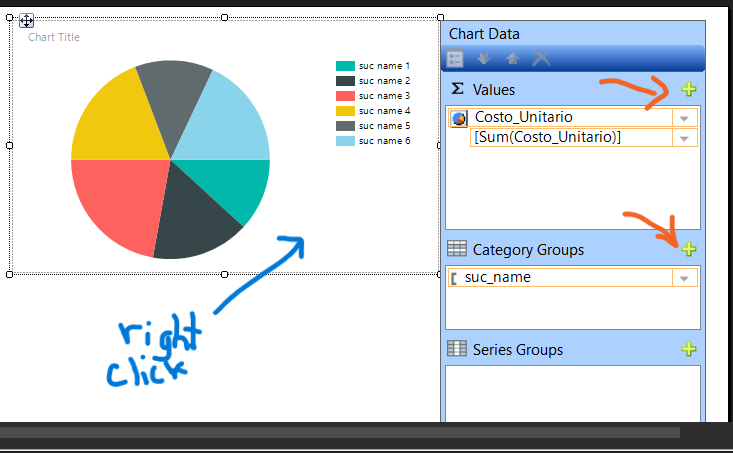 Chart Title
suc name 1
suc name 2
suc name 3
suc name 4
suc name 5
suc name 6
right
click
Chart Data
Σ Values
Costo_Unitario
[Sum(Costo_Unitario)]
Category Groups
suc_name
Series Groups